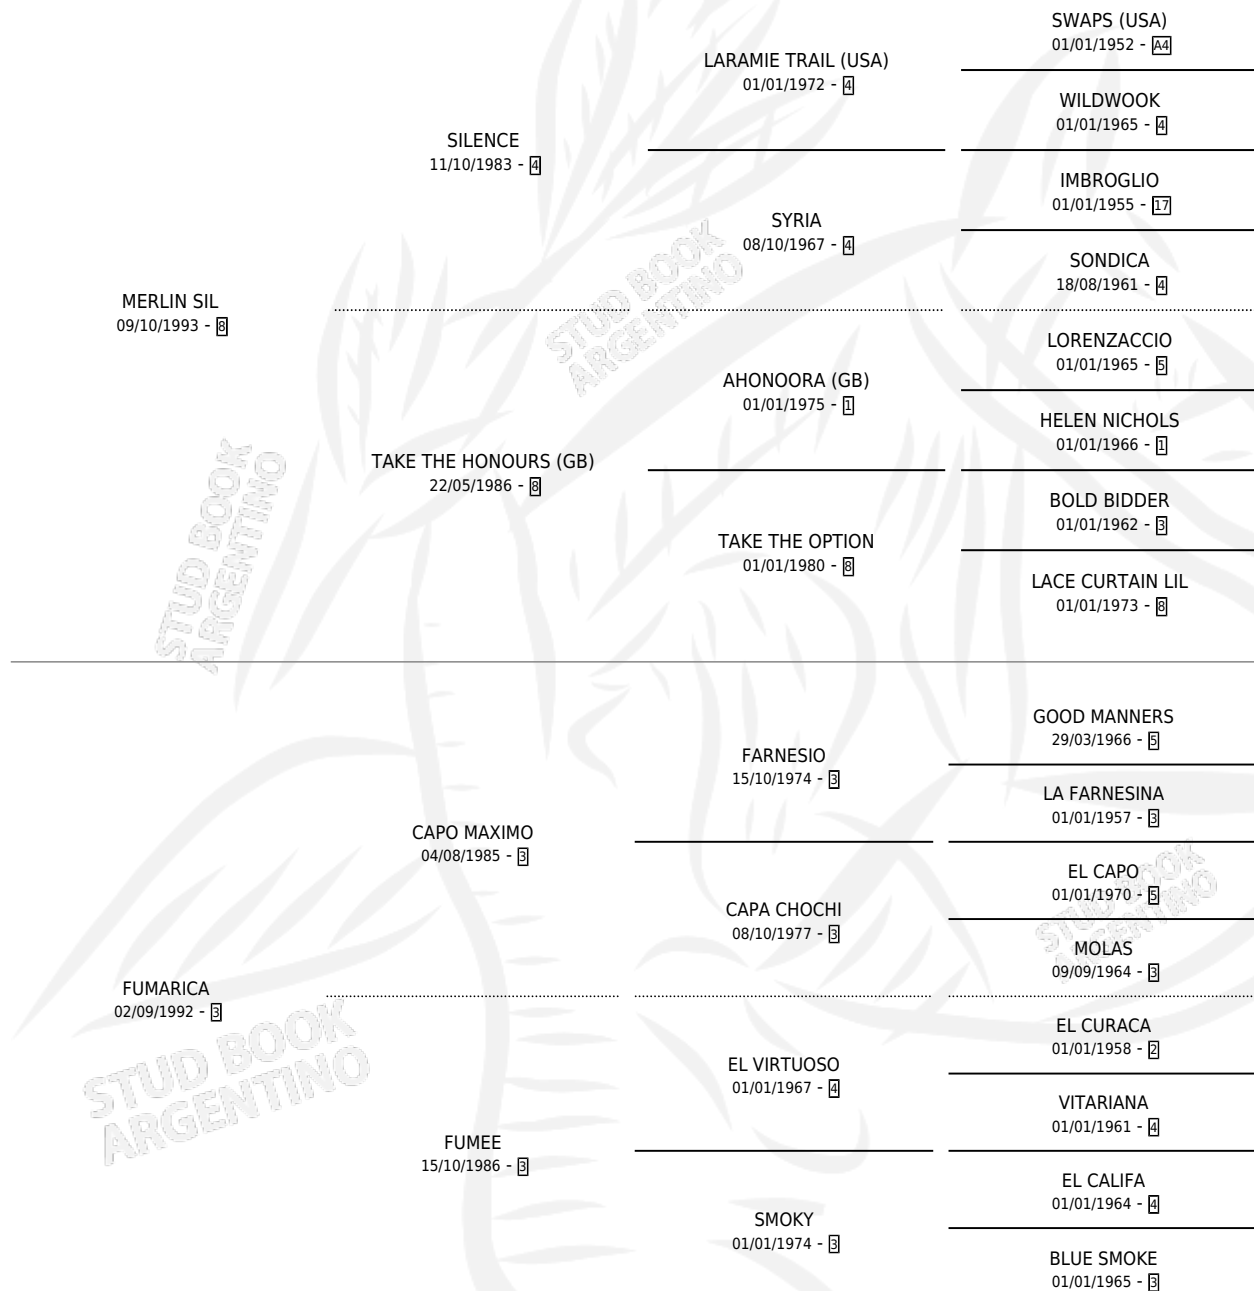 SWAPS (USA)
01/01/1952 - A4
LARAMIE TRAIL (USA)
01/01/1972 - 4
WILDWOOK
01/01/1965 - 4
SILENCE
11/10/1983 - 4
IMBROGLIO
01/01/1955 - 17
SYRIA
08/10/1967 - 4
SONDICA
18/08/1961 - 4
MERLIN SIL
09/10/1993 - 8
LORENZACCIO
01/01/1965 - 5
AHONOORA (GB)
01/01/1975 - 1
HELEN NICHOLS
01/01/1966 - 1
TAKE THE HONOURS (GB)
22/05/1986 - 8
BOLD BIDDER
01/01/1962 - 3
TAKE THE OPTION
01/01/1980 - 8
LACE CURTAIN LIL
01/01/1973 - 8
GOOD MANNERS
29/03/1966 - 5
FARNESIO
15/10/1974 - 3
LA FARNESINA
01/01/1957 - 3
CAPO MAXIMO
04/08/1985 - 3
EL CAPO
01/01/1970 - 5
CAPA CHOCHI
08/10/1977 - 3
MOLAS
09/09/1964 - 3
FUMARICA
02/09/1992 - 3
EL CURACA
01/01/1958 - 2
EL VIRTUOSO
01/01/1967 - 4
VITARIANA
01/01/1961 - 4
FUMEE
15/10/1986 - 3
EL CALIFA
01/01/1964 - 4
SMOKY
01/01/1974 - 3
BLUE SMOKE
01/01/1965 - 3
STUD BOOK
ARGENTINO
STUD BOOK
ARGENTINO
STUD BOOK
ARGENTINO
STUD BOOK
ARGENTINO